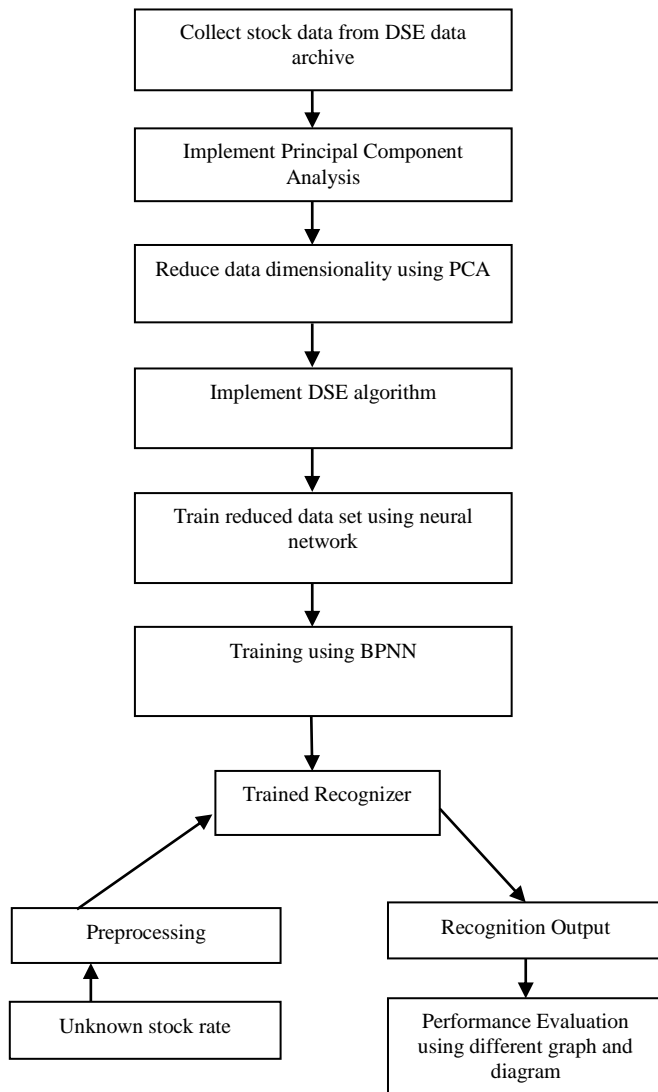 Collect stock data from DSE data
archive
Implement Principal Component
Analysis
Reduce data dimensionality using PCA
Implement DSE algorithm
Train reduced data set using neural
network
Training using BPNN
Trained Recognizer
Preprocessing
Recognition Output
Unknown stock rate
Performance Evaluation
using different graph and
diagram